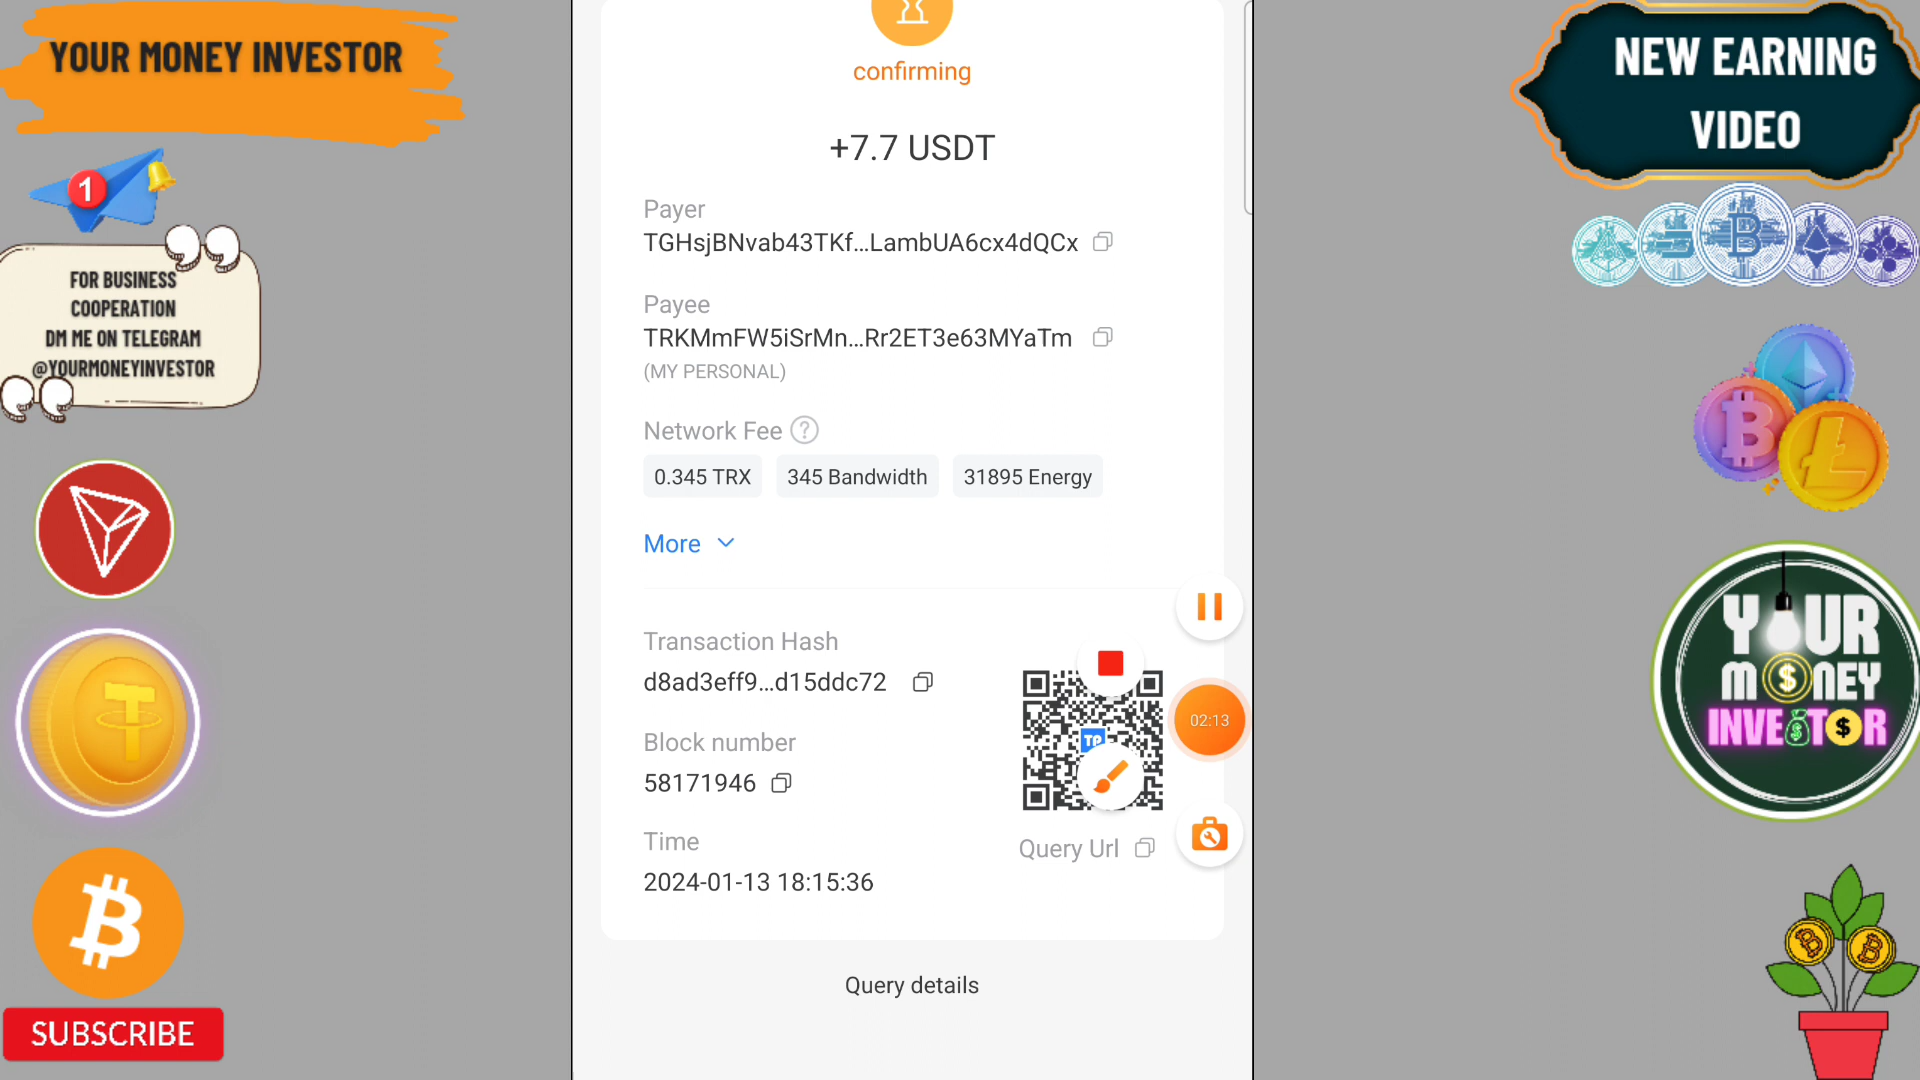 YOUR MONEY INVESTOR
1
FOR BUSINESS
COOPERATION
DM ME ON TELEGRAM
@YOURMONEYINVESTOR
SUBSCRIBE
confirming
+7.7 USDT
Payer
TGHsjBNvab43TKf...LambUA6cx4dQCx
Payee
TRKMmFW5iSrMn...Rr2ET3e63MYaTm
(MY PERSONAL)
Network Fee ?
0.345 TRX 345 Bandwidth 31895 Energy
More
Transaction Hash
d8ad3eff9...d15ddc72
Block number
58171946
Time
2024-01-13 18:15:36
TP
Query Url
02:13
Query details
NEW EARNING
VIDEO
YOUR
MONEY
INVESTOR